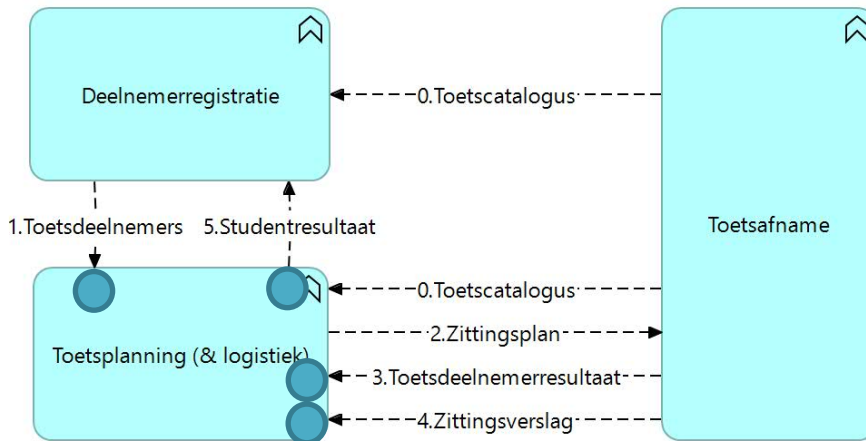 Deelnemerregistratie
0.Toetscatalogus
1.Toetsdeelnemers
5.Studentresultaat
Toetsafname
0.Toetscatalogus
2.Zittingsplan
Toetsplanning (& logistiek)
3.Toetsdeelnemerresultaat
4.Zittingsverslag